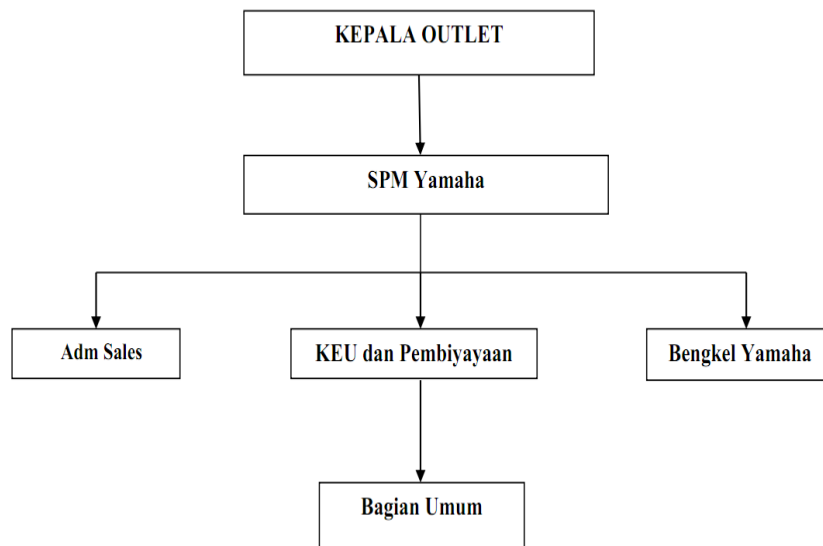 KEPALA OUTLET
SPM Yamaha
Adm Sales
KEU dan Pembiyayaan
Bengkel Yamaha
Bagian Umum